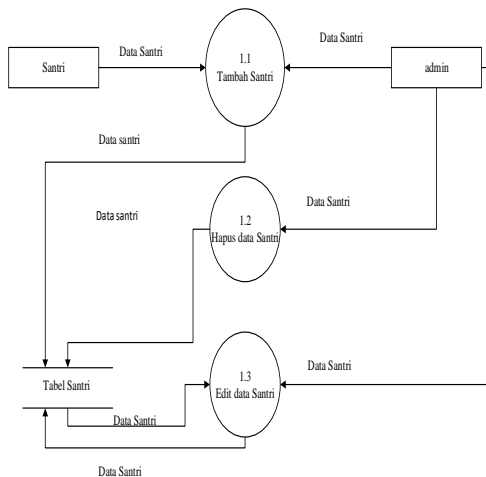 Data Santri
Data Santri
Santri
1.1
Tambah Santri
admin
Data santri
Data santri
Data Santri
1.2
Hapus data Santri
Data Santri
1.3
Edit data Santri
Tabel Santri
Data Santri
Data Santri